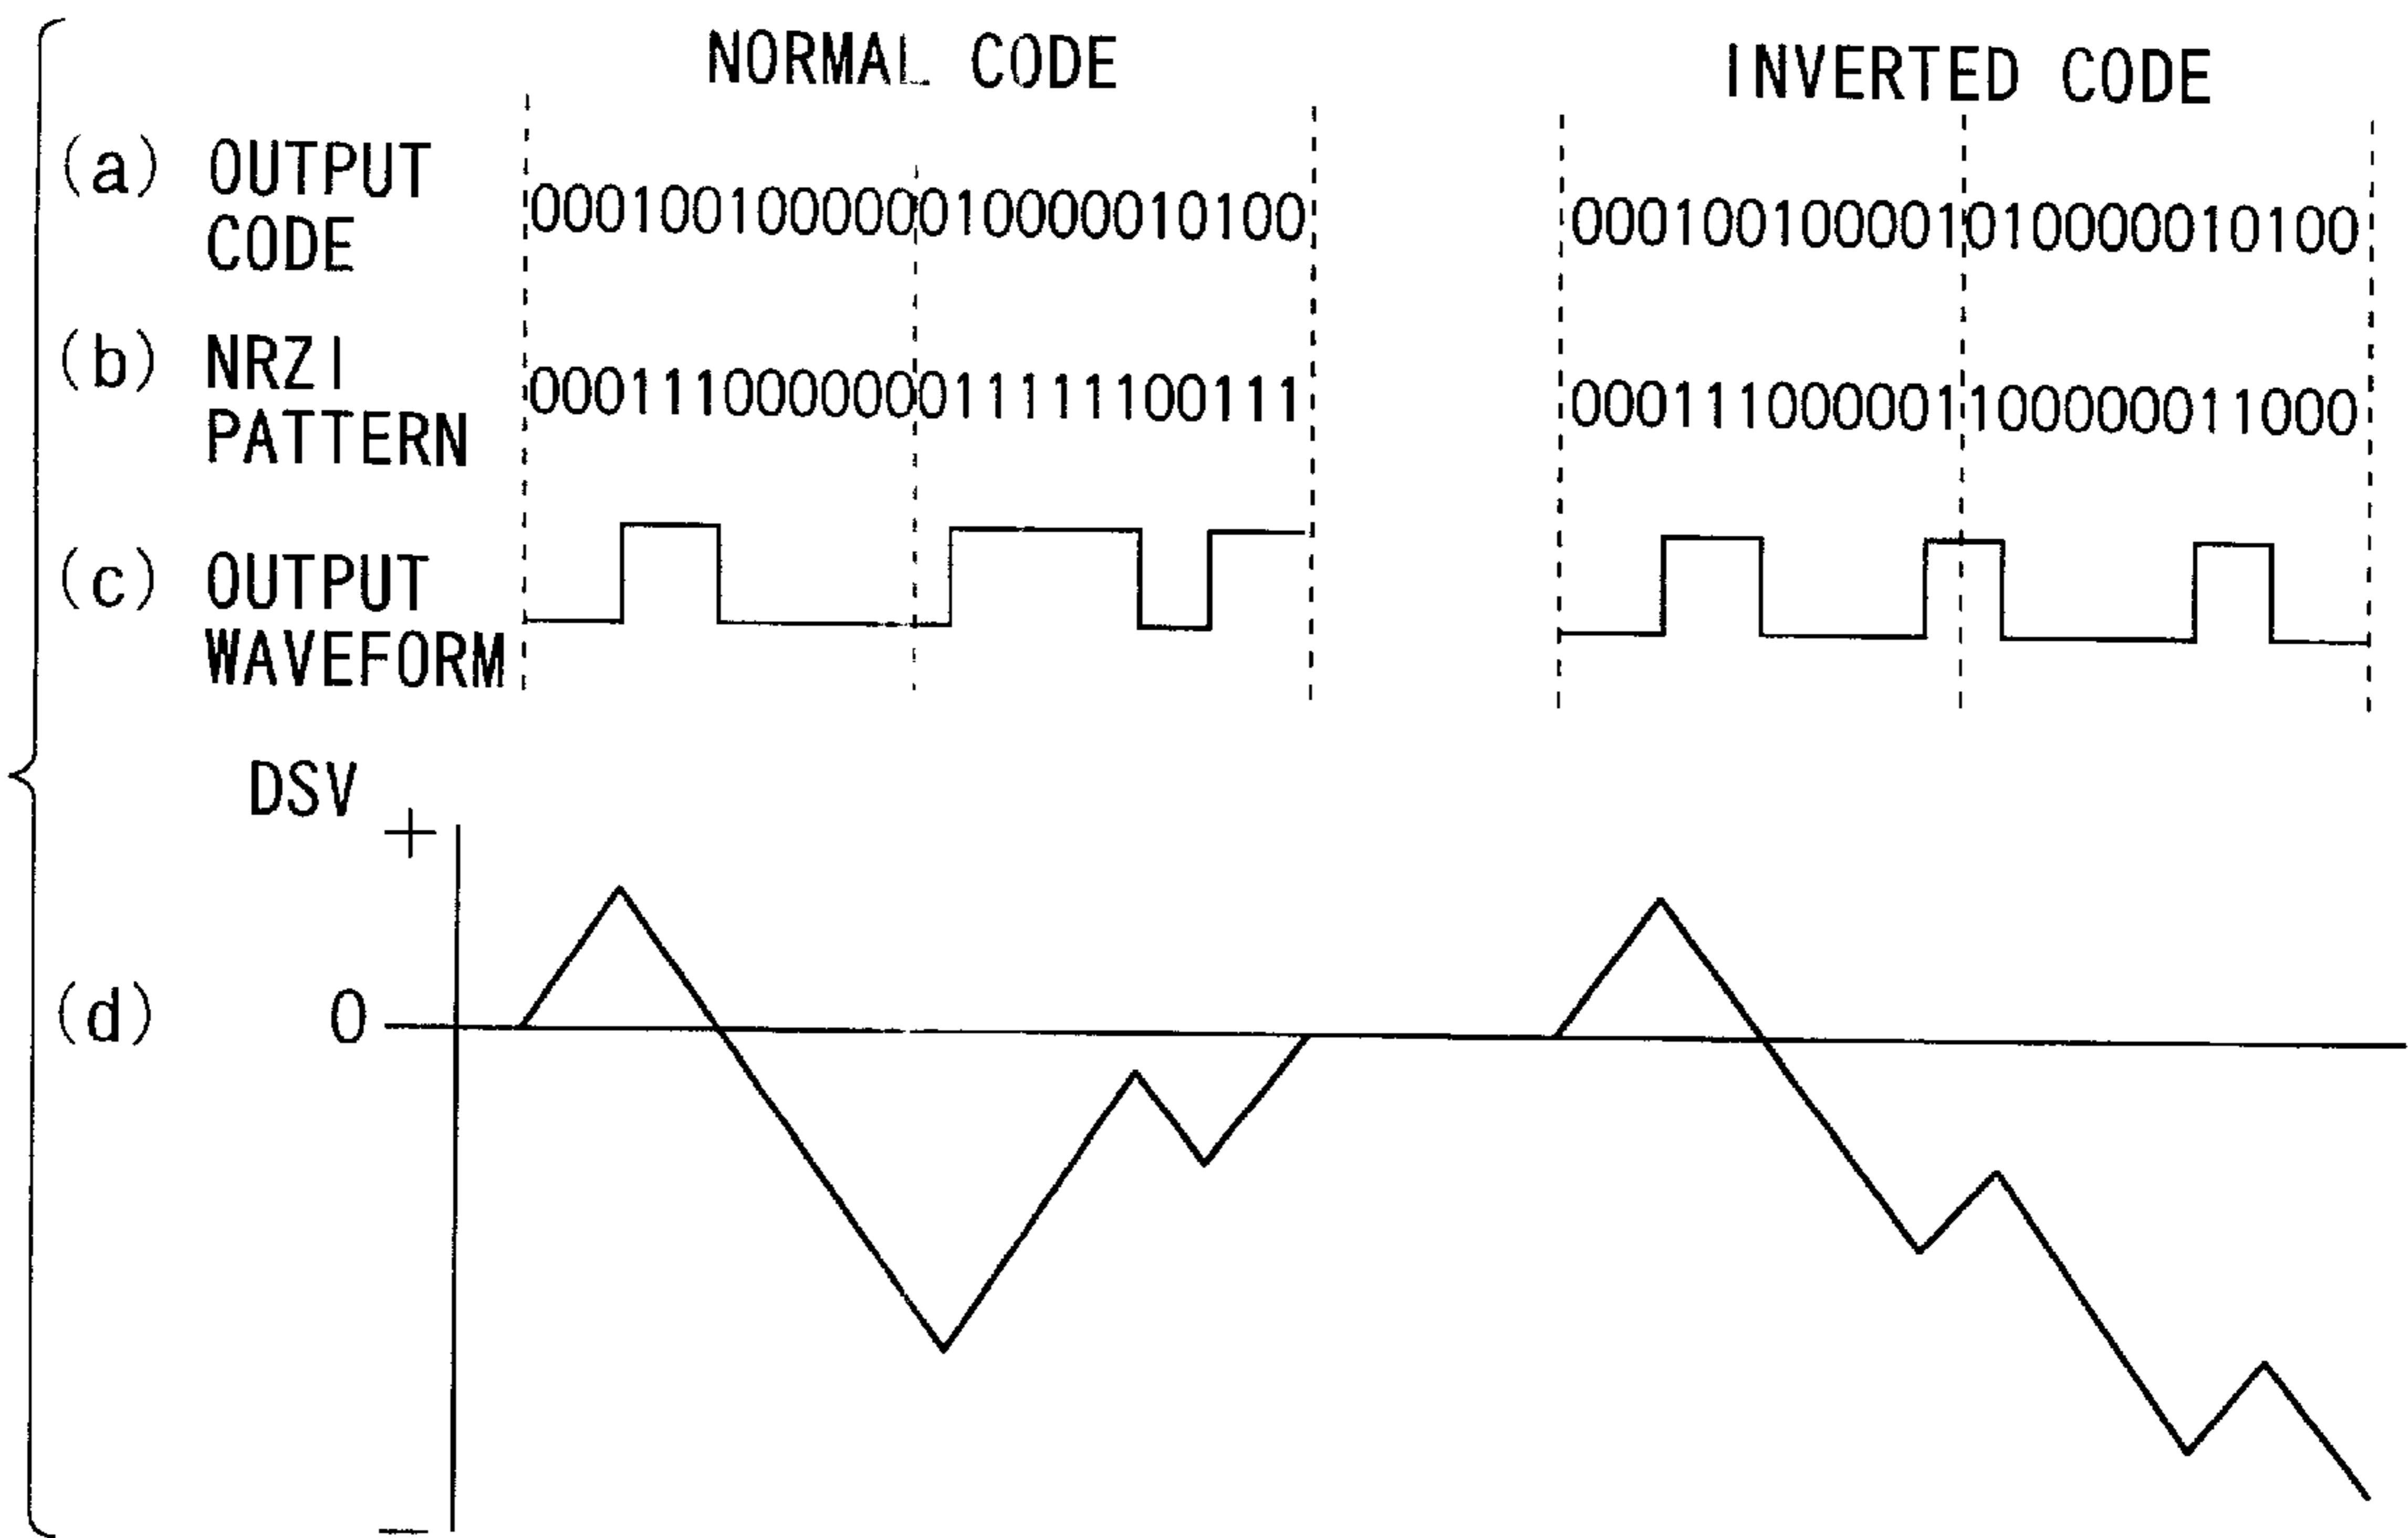 NORMAL CODE
INVERTED CODE
(a) OUTPUT CODE
000100100000010000010100
000100100001010000010100
(b) NRZI PATTERN
000111000000011111100111
000111000001100000011000
(c) OUTPUT WAVEFORM
DSV
+
(d) 0
−